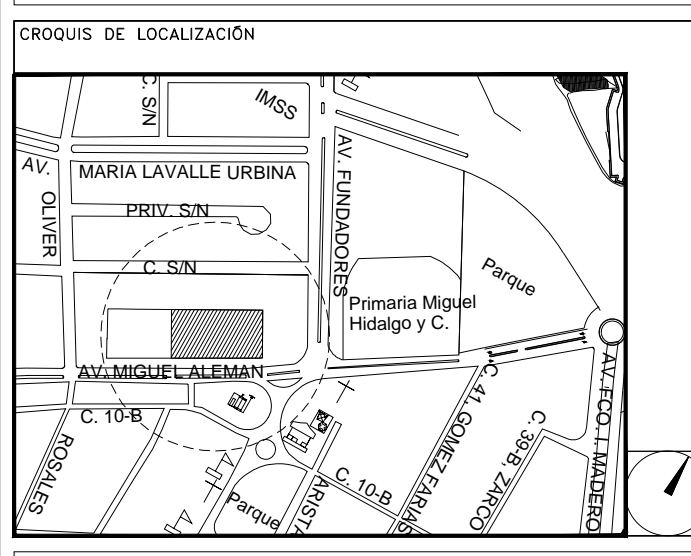 CROQUIS DE LOCALIZACIÓN
C. S/N
IMSS
AV.
OLIVER
MARIA LAVALLE URBINA
AV. FUNDADORES
PRIV. S/N
C. S/N
Parque
Primaria Miguel
Hidalgo y C.
AV. MIGUEL ALEMAN
C. 10-B
ROSALES
C. 41, GOMEZ FARIAS
C. 39-B, ZARCO
AV. FCO. I. MADERO
C. 10-B
Parque
ARISTA